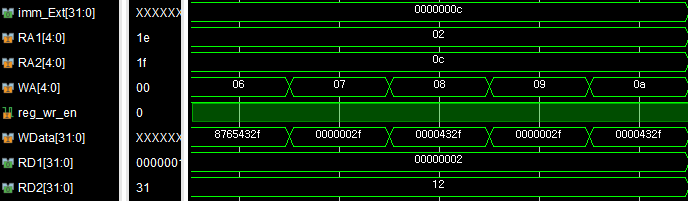 imm_Ext[31:0] XXXXXX 0000000c
RA1[4:0] 1e 02
RA2[4:0] 1f 0c
WA[4:0] 00 06 07 08 09 0a
reg_wr_en 0
WData[31:0] XXXXXX 8765432f 0000002f 0000432f 0000002f 0000432f
RD1[31:0] 0000001 00000002
RD2[31:0] 31 12